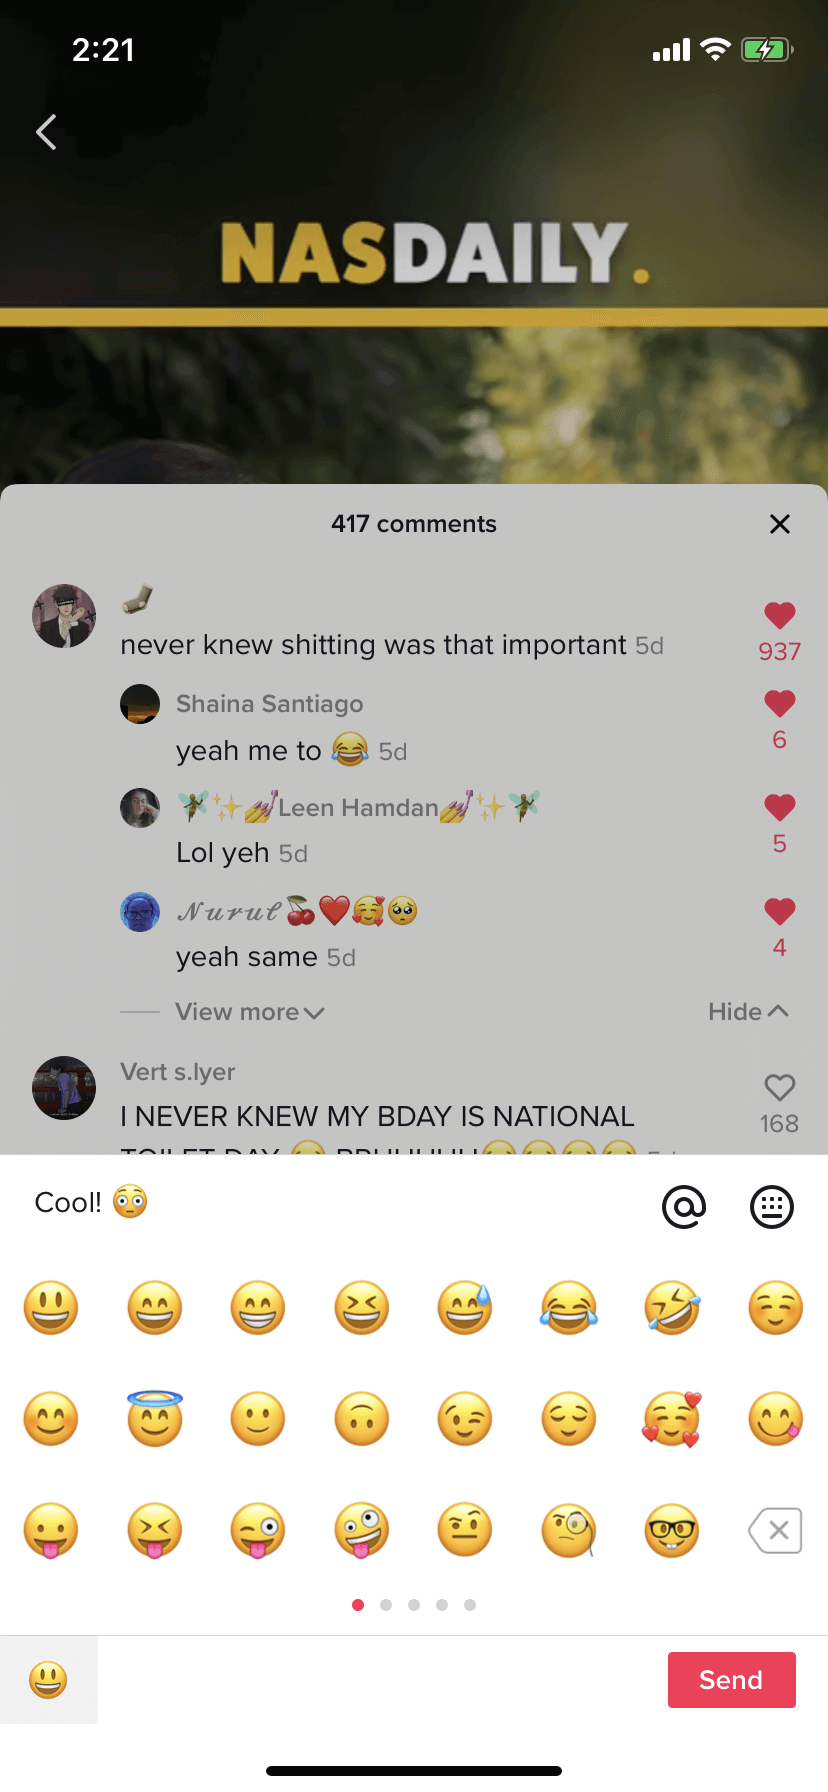 2:21
NASDAILY.
417 comments
never knew shitting was that important 5d
937
Shaina Santiago
yeah me to 😂 5d
6
🧚✨💅Leen Hamdan💅✨🧚
Lol yeh 5d
5
𝒩𝓊𝓇𝓊𝓁🍒❤️🥰🥺
yeah same 5d
4
View more
Hide
Vert s.lyer
I NEVER KNEW MY BDAY IS NATIONAL
168
Cool! 😳
Send